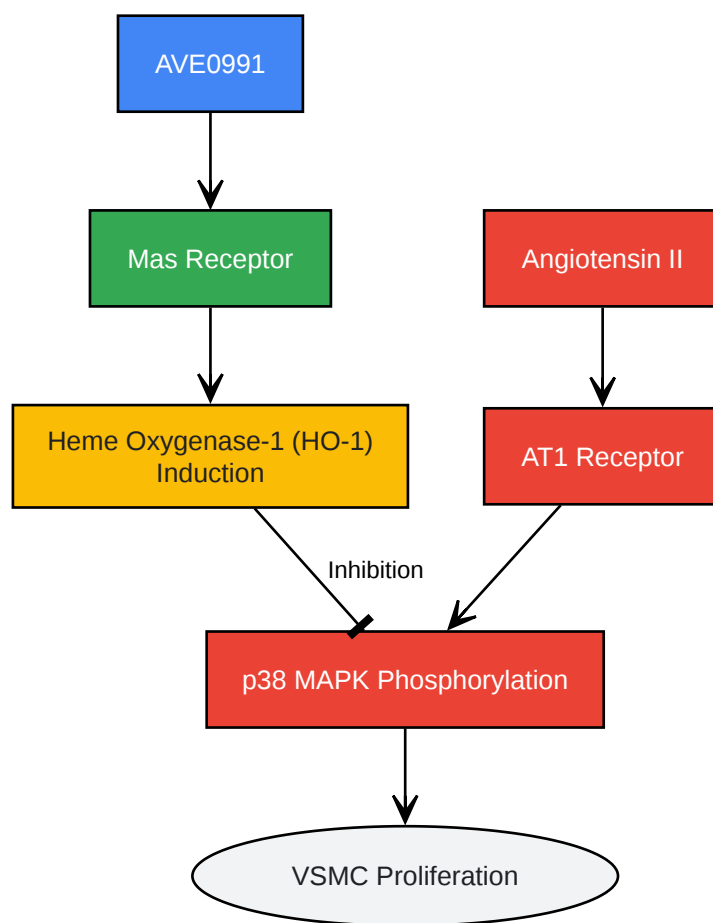 AVE0991
Mas Receptor
Angiotensin II
Heme Oxygenase-1 (HO-1)
Induction
AT1 Receptor
Inhibition
p38 MAPK Phosphorylation
VSMC Proliferation